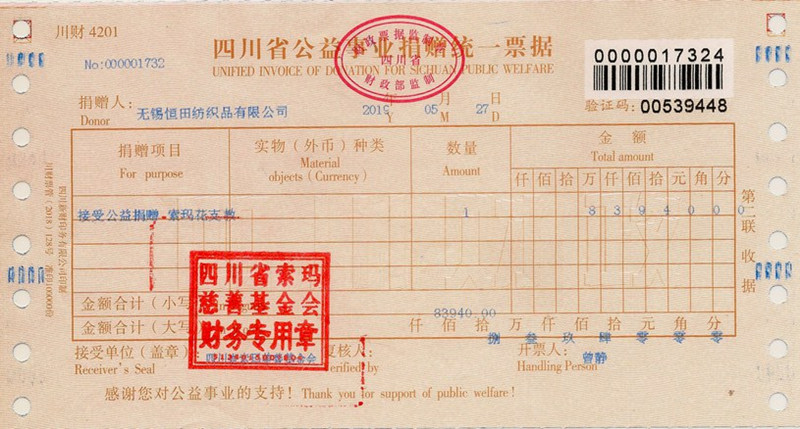 川财 4201
四川省公益事业捐赠统一票据
No:000001732
UNIFIED INVOICE OF DONATION FOR SICHUAN PUBLIC WELFARE
四川省
财政部监制
0000017324
验证码: 00539448
捐赠人: 无锡恒田纺织品有限公司 2019 年 05 月 27 日
Donor Y M D
捐赠项目 实物（外币）种类 数量 金额
For purpose Material objects (Currency) Amount Total amount
仟 佰 拾 万 仟 佰 拾 元 角 分
接受公益捐赠-索玛花支教 1 8 3 9 4 0 0 0
第二联 收据
金额合计（小写） 83940.00
金额合计（大写） 仟 佰 拾 万 仟 佰 拾 元 角 分
捌 叁 玖 肆 零 零 零
四川省索玛
慈善基金会
财务专用章
接受单位（盖章）: 复核人: 开票人: 曾静
Receiver's Seal Verified by Handling Person
感谢您对公益事业的支持! Thank you for support of public welfare!